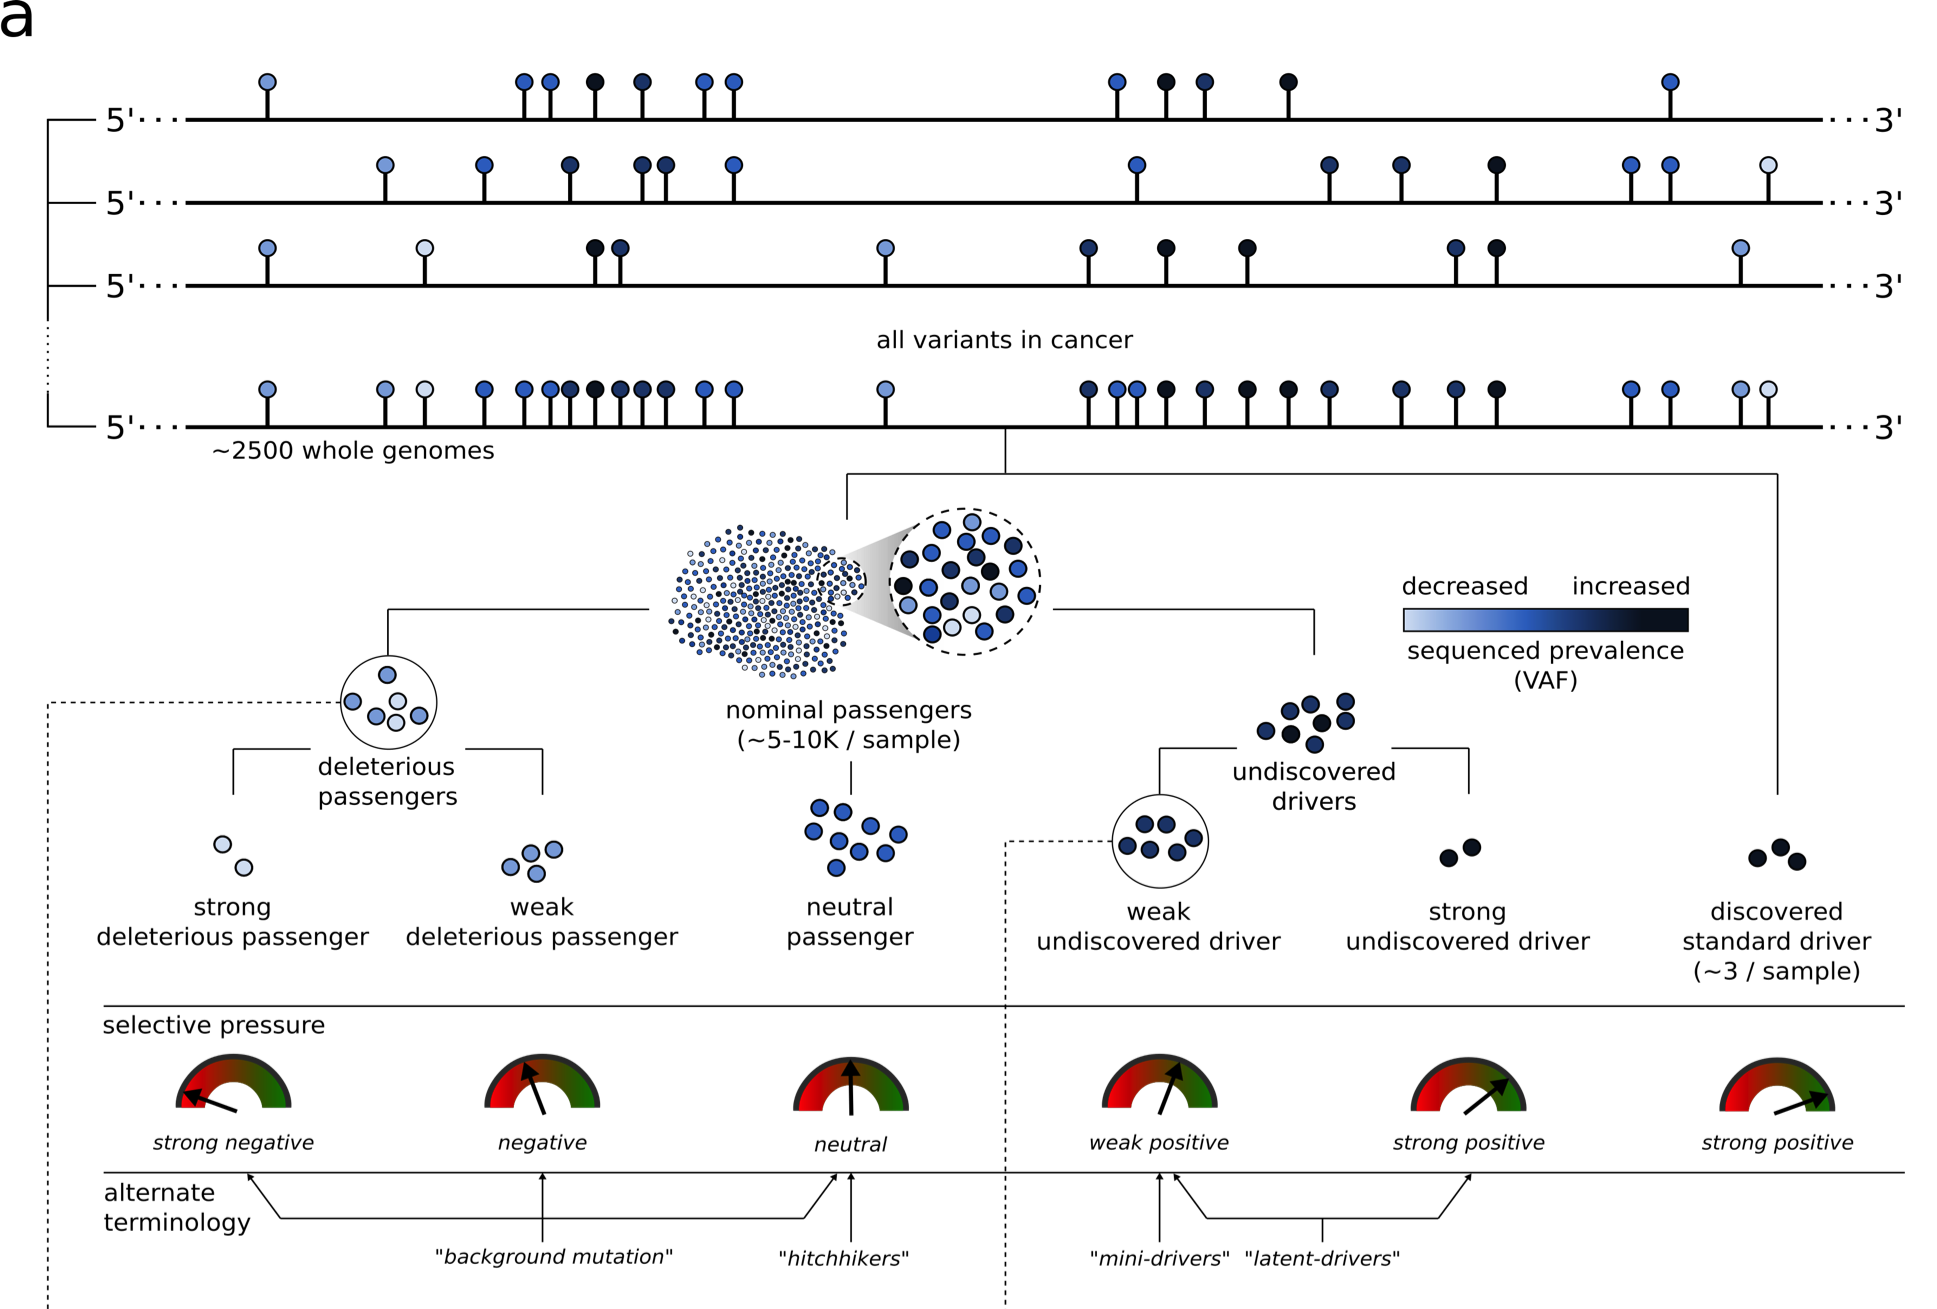 a
5'··· ···3'
5'··· ···3'
5'··· ···3'
all variants in cancer
5'··· ···3'
~2500 whole genomes
decreased increased
sequenced prevalence
(VAF)
nominal passengers
(~5-10K / sample)
deleterious
passengers
undiscovered
drivers
strong
deleterious passenger
weak
deleterious passenger
neutral
passenger
weak
undiscovered driver
strong
undiscovered driver
discovered
standard driver
(~3 / sample)
selective pressure
strong negative
negative
neutral
weak positive
strong positive
strong positive
alternate
terminology
"background mutation"
"hitchhikers"
"mini-drivers"
"latent-drivers"